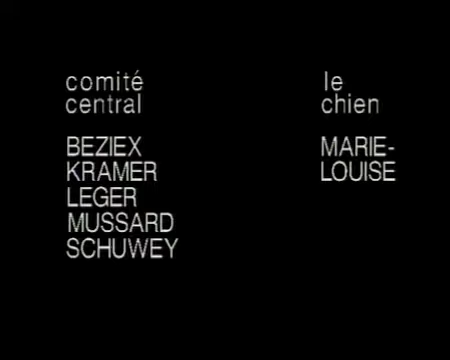 comité
central
BEZIEX
KRAMER
LEGER
MUSSARD
SCHUWEY
le
chien
MARIE-
LOUISE